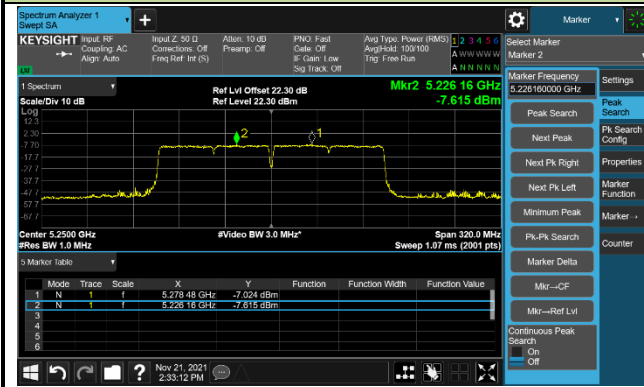 Spectrum Analyzer 1
Swept SA
+
Marker
KEYSIGHT
Input: RF
Coupling: AC
Align: Auto
Input Z: 50 Ω
Corrections: Off
Freq Ref: Int (S)
Atten: 10 dB
Preamp: Off
PNO: Fast
Gate: Off
IF Gain: Low
Sig Track: Off
Avg Type: Power (RMS)
Avg|Hold: 100/100
Trig: Free Run
1 2 3 4 5 6
A W W W W W
A N N N N N
LXI
Select Marker
Marker 2
1 Spectrum
Scale/Div 10 dB
Ref Lvl Offset 22.30 dB
Ref Level 22.30 dBm
Mkr2 5.226 16 GHz
-7.615 dBm
Log
12.3
2.30
-7.70
-17.7
-27.7
-37.7
-47.7
-57.7
-67.7
2
1
Center 5.2500 GHz
#Res BW 1.0 MHz
#Video BW 3.0 MHz*
Span 320.0 MHz
Sweep 1.07 ms (2001 pts)
5 Marker Table
Mode Trace Scale X Y Function Function Width Function Value
1 N 1 f 5.278 48 GHz -7.024 dBm
2 N 1 f 5.226 16 GHz -7.615 dBm
3
4
5
6
Marker Frequency
5.226160000 GHz
Peak Search
Next Peak
Next Pk Right
Next Pk Left
Minimum Peak
Pk-Pk Search
Marker Delta
Mkr→CF
Mkr→Ref Lvl
Continuous Peak
Search
On
Off
Settings
Peak
Search
Pk Search
Config
Properties
Marker
Function
Marker→
Counter
?
Nov 21, 2021
2:33:12 PM